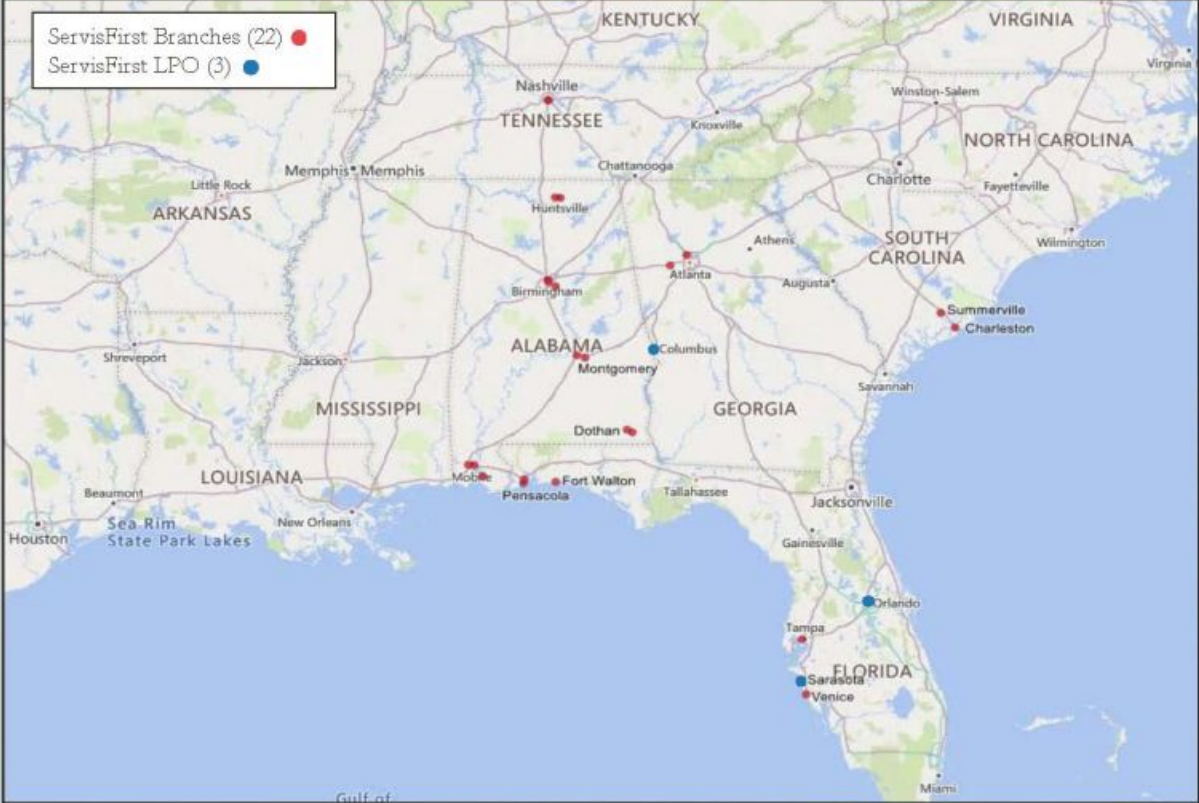 ServisFirst Branches (22)
ServisFirst LPO (3)
KENTUCKY
VIRGINIA
Virginia
Nashville
TENNESSEE
Knoxville
Winston-Salem
NORTH CAROLINA
Memphis Memphis
Chattanooga
Charlotte
Fayetteville
Little Rock
ARKANSAS
Huntsville
Wilmington
Athens
SOUTH
CAROLINA
Atlanta
Augusta
Birmingham
Summerville
Charleston
ALABAMA
Columbus
Shreveport
Jackson
Montgomery
Savannah
MISSISSIPPI
GEORGIA
Dothan
LOUISIANA
Mobile
Fort Walton
Pensacola
Tallahassee
Jacksonville
Beaumont
New Orleans
Houston
Sea Rim
State Park Lakes
Gainesville
Orlando
Tampa
FLORIDA
Sarasota
Venice
Miami
Gulf of